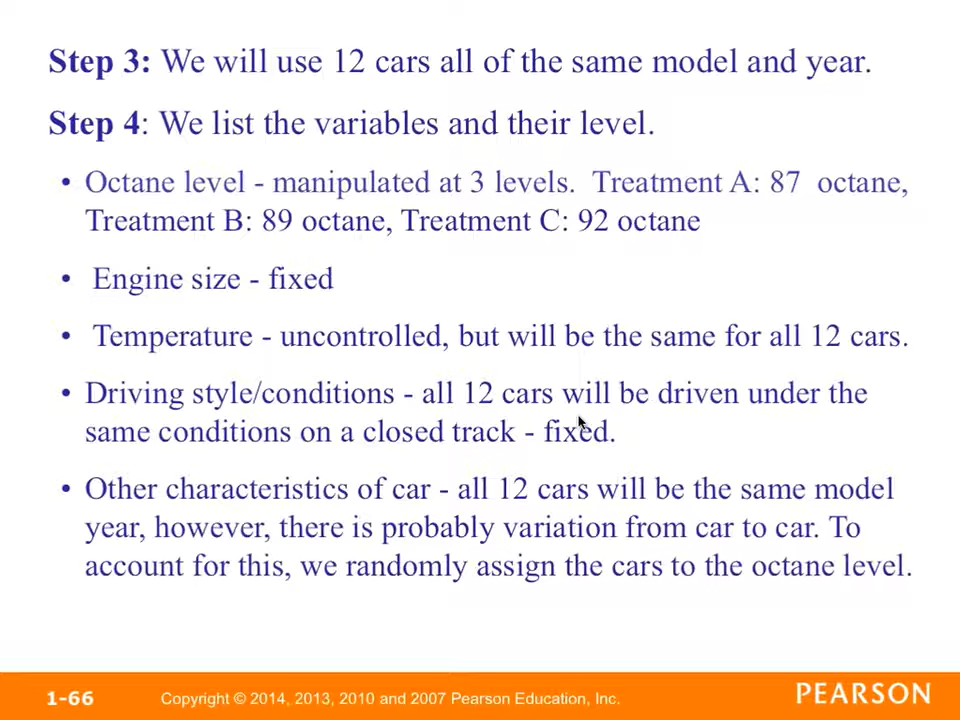 Step 3: We will use 12 cars all of the same model and year.
Step 4: We list the variables and their level.
• Octane level - manipulated at 3 levels. Treatment A: 87 octane,
Treatment B: 89 octane, Treatment C: 92 octane
• Engine size - fixed
• Temperature - uncontrolled, but will be the same for all 12 cars.
• Driving style/conditions - all 12 cars will be driven under the
same conditions on a closed track - fixed.
• Other characteristics of car - all 12 cars will be the same model
year, however, there is probably variation from car to car. To
account for this, we randomly assign the cars to the octane level.
1-66 Copyright © 2014, 2013, 2010 and 2007 Pearson Education, Inc. PEARSON